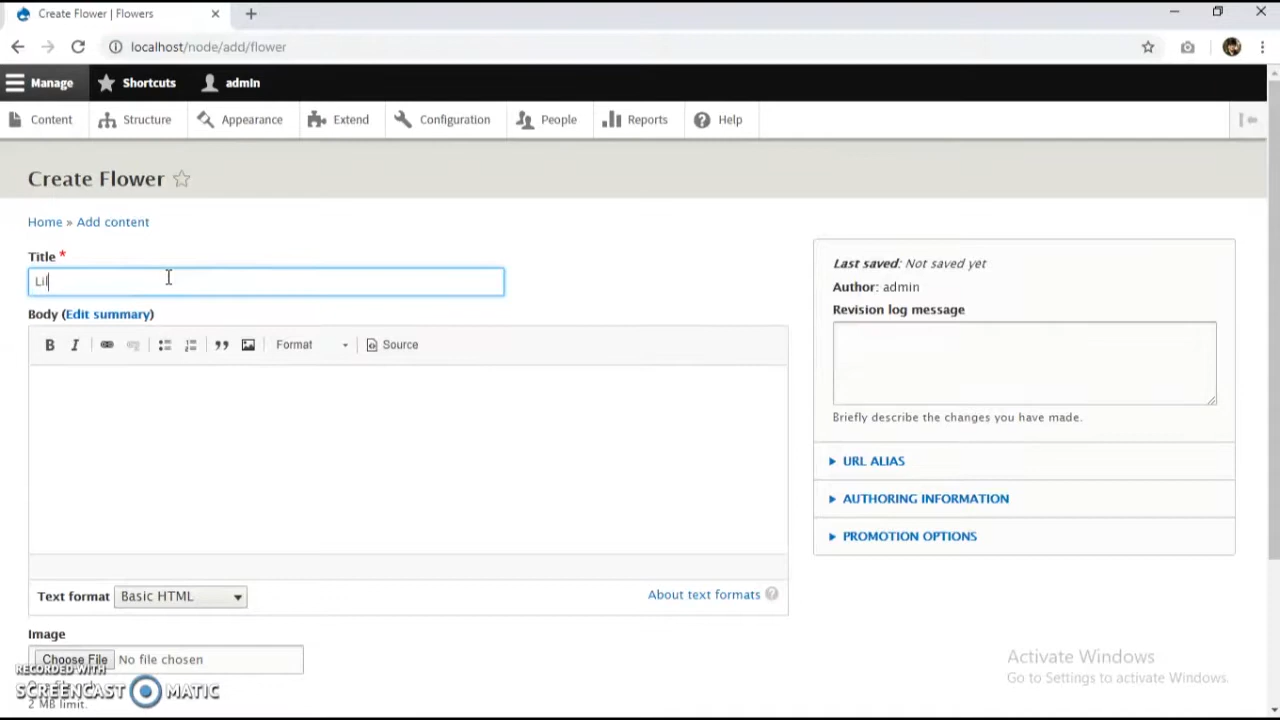 Create Flower | Flowers
localhost/node/add/flower
Manage Shortcuts admin
Content Structure Appearance Extend Configuration People Reports Help
Create Flower
Home » Add content
Title *
Lil
Body (Edit summary)
B I Format Source
Text format Basic HTML About text formats ?
Image
Choose File No file chosen
RECORDED WITH
SCREENCAST MATIC
2 MB limit.
Last saved: Not saved yet
Author: admin
Revision log message
Briefly describe the changes you have made.
URL ALIAS
AUTHORING INFORMATION
PROMOTION OPTIONS
Activate Windows
Go to Settings to activate Windows.